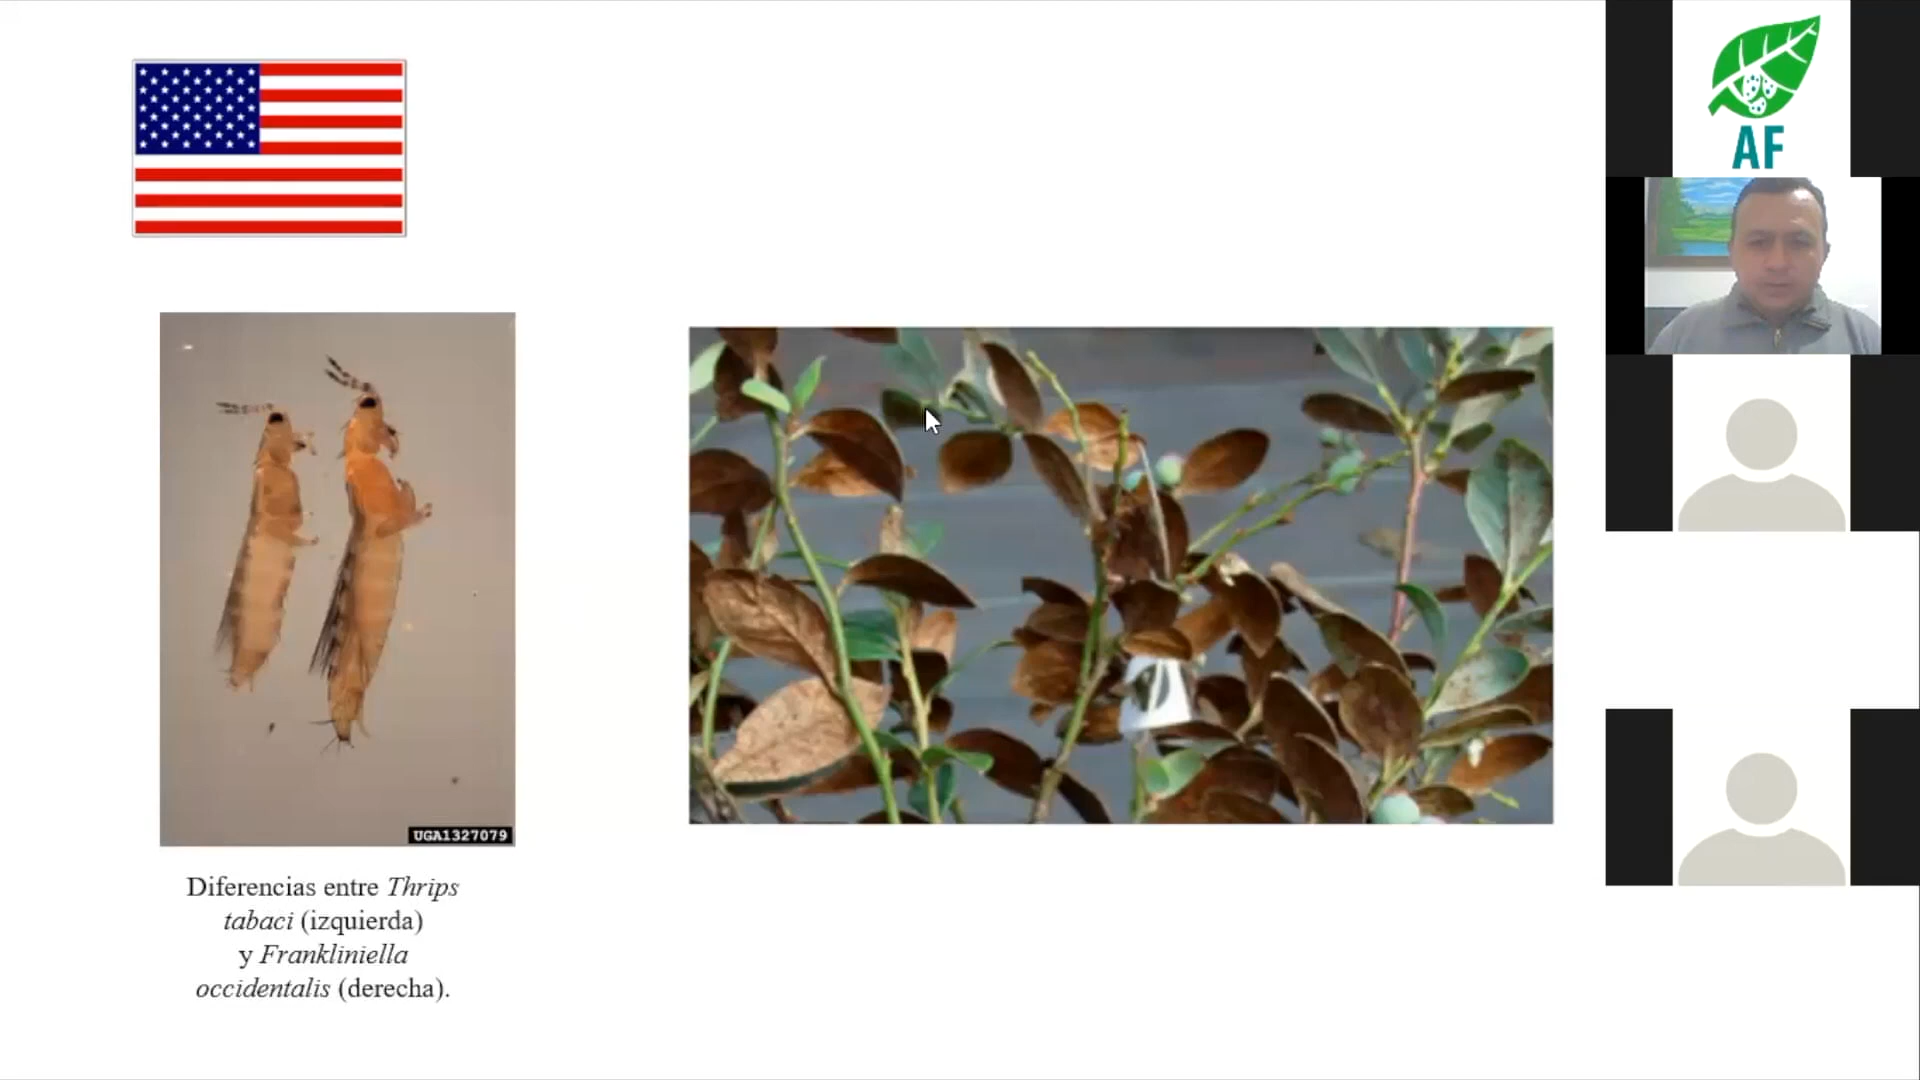 AF
UGA1327079
Diferencias entre Thrips
tabaci (izquierda)
y Frankliniella
occidentalis (derecha).